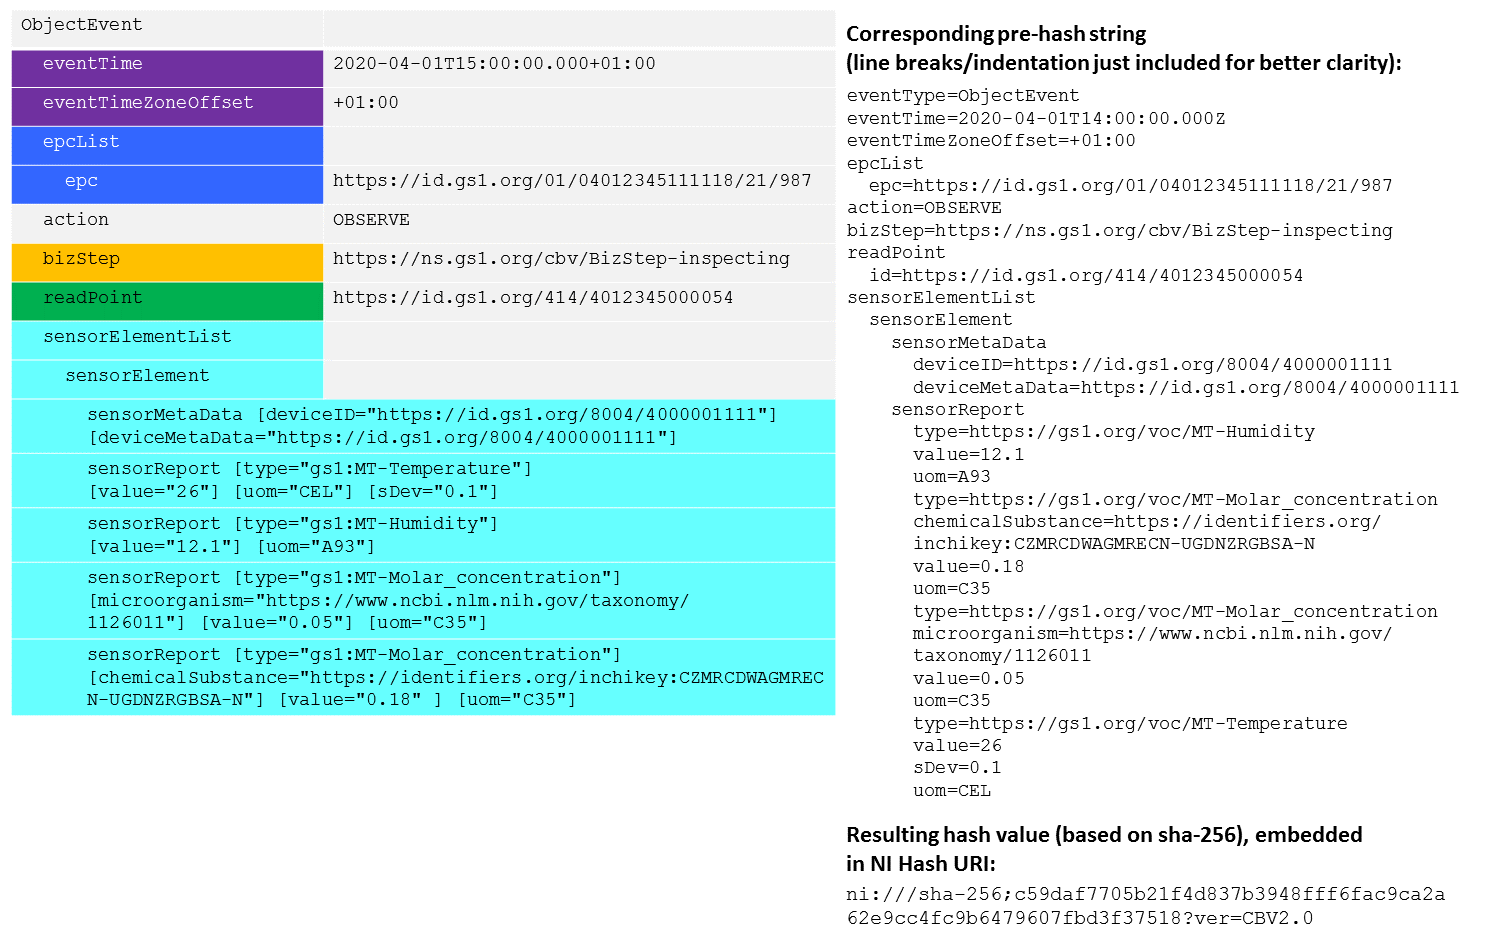 ObjectEvent
eventTime 2020-04-01T15:00:00.000+01:00
eventTimeZoneOffset +01:00
epcList
epc https://id.gs1.org/01/04012345111118/21/987
action OBSERVE
bizStep https://ns.gs1.org/cbv/BizStep-inspecting
readPoint https://id.gs1.org/414/4012345000054
sensorElementList
sensorElement
sensorMetaData [deviceID="https://id.gs1.org/8004/4000001111"]
[deviceMetaData="https://id.gs1.org/8004/4000001111"]
sensorReport [type="gs1:MT-Temperature"]
[value="26"] [uom="CEL"] [sDev="0.1"]
sensorReport [type="gs1:MT-Humidity"]
[value="12.1"] [uom="A93"]
sensorReport [type="gs1:MT-Molar_concentration"]
[microorganism="https://www.ncbi.nlm.nih.gov/taxonomy/
1126011"] [value="0.05"] [uom="C35"]
sensorReport [type="gs1:MT-Molar_concentration"]
[chemicalSubstance="https://identifiers.org/inchikey:CZMRCDWAGMREC
N-UGDNZRGBSA-N"] [value="0.18" ] [uom="C35"]
Corresponding pre-hash string
(line breaks/indentation just included for better clarity):
eventType=ObjectEvent
eventTime=2020-04-01T14:00:00.000Z
eventTimeZoneOffset=+01:00
epcList
epc=https://id.gs1.org/01/04012345111118/21/987
action=OBSERVE
bizStep=https://ns.gs1.org/cbv/BizStep-inspecting
readPoint
id=https://id.gs1.org/414/4012345000054
sensorElementList
sensorElement
sensorMetaData
deviceID=https://id.gs1.org/8004/4000001111
deviceMetaData=https://id.gs1.org/8004/4000001111
sensorReport
type=https://gs1.org/voc/MT-Humidity
value=12.1
uom=A93
type=https://gs1.org/voc/MT-Molar_concentration
chemicalSubstance=https://identifiers.org/
inchikey:CZMRCDWAGMRECN-UGDNZRGBSA-N
value=0.18
uom=C35
type=https://gs1.org/voc/MT-Molar_concentration
microorganism=https://www.ncbi.nlm.nih.gov/
taxonomy/1126011
value=0.05
uom=C35
type=https://gs1.org/voc/MT-Temperature
value=26
sDev=0.1
uom=CEL
Resulting hash value (based on sha-256), embedded
in NI Hash URI:
ni:///sha-256;c59daf7705b21f4d837b3948fff6fac9ca2a
62e9cc4fc9b6479607fbd3f37518?ver=CBV2.0